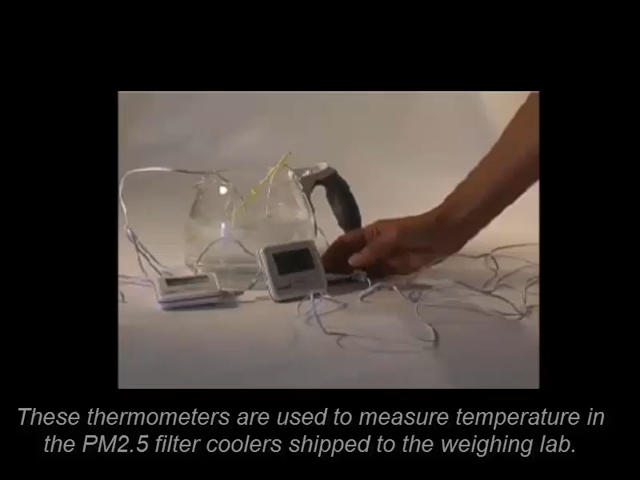 These thermometers are used to measure temperature in
the PM2.5 filter coolers shipped to the weighing lab.